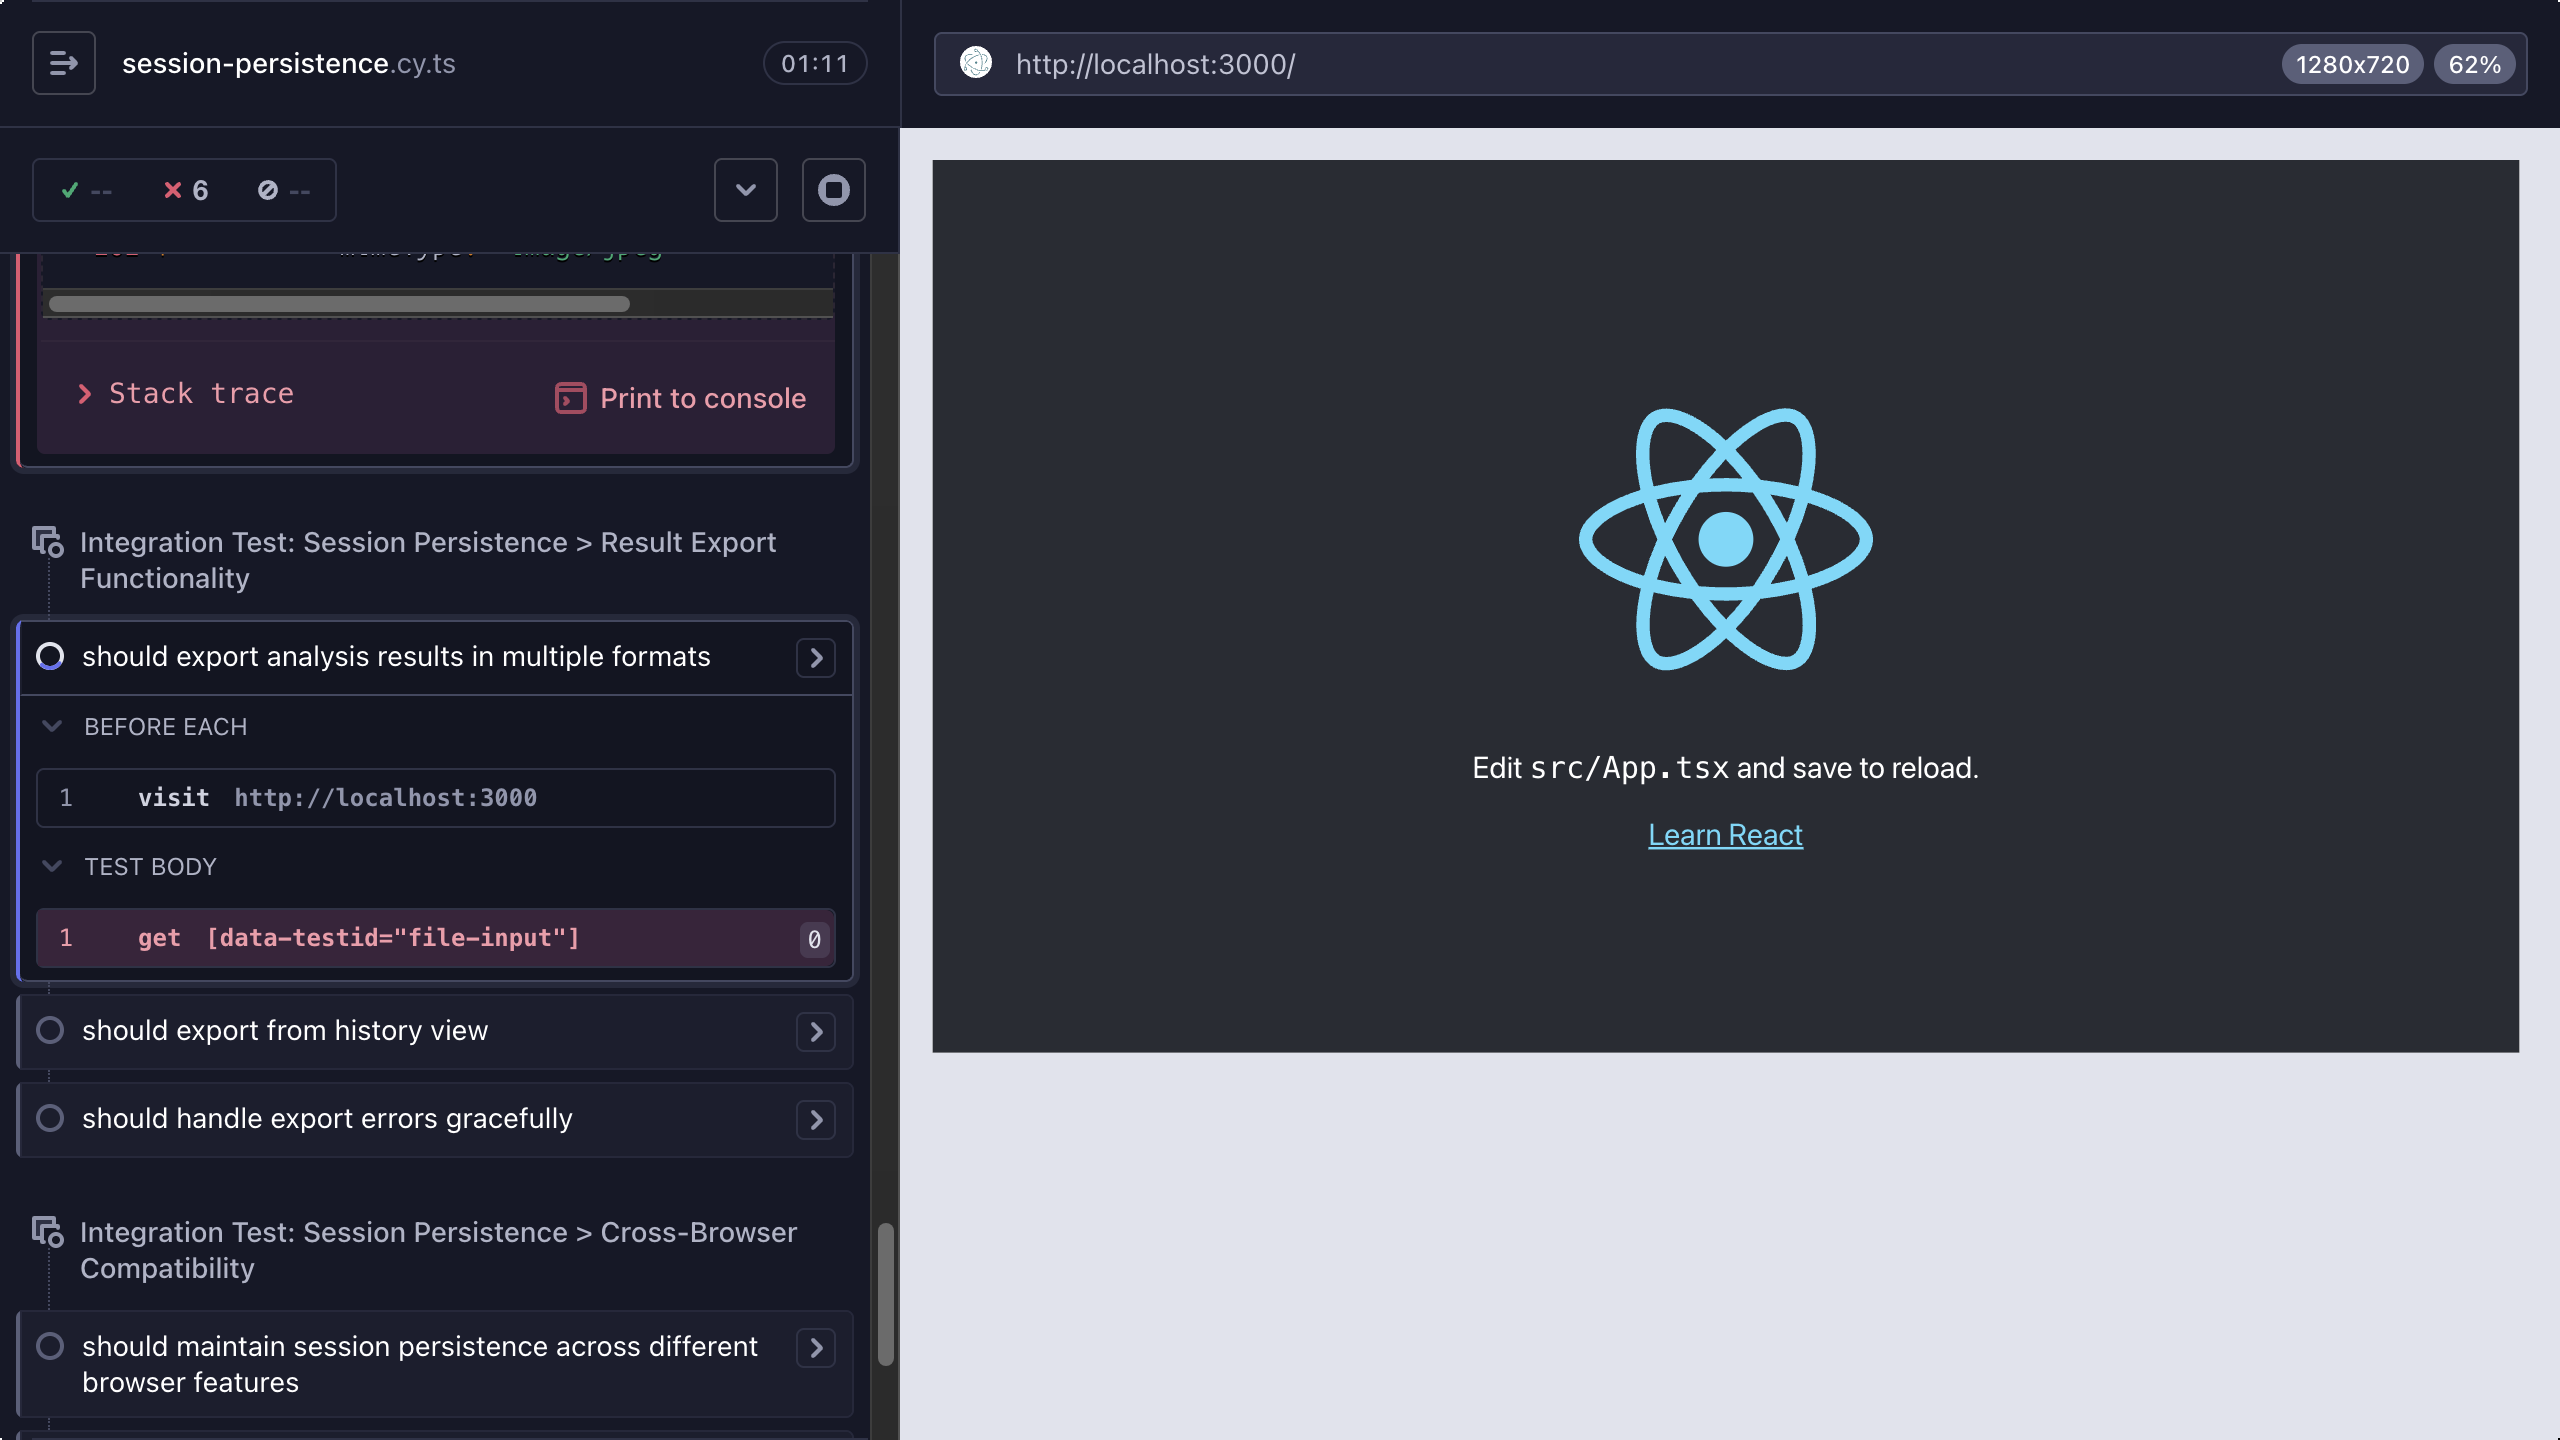 session-persistence.cy.ts
01:11
-- 6 --
Stack trace
Print to console
Integration Test: Session Persistence > Result Export
Functionality
should export analysis results in multiple formats
BEFORE EACH
1 visit http://localhost:3000
TEST BODY
1 get [data-testid="file-input"] 0
should export from history view
should handle export errors gracefully
Integration Test: Session Persistence > Cross-Browser
Compatibility
should maintain session persistence across different
browser features
http://localhost:3000/
1280x720 62%
Edit src/App.tsx and save to reload.
Learn React